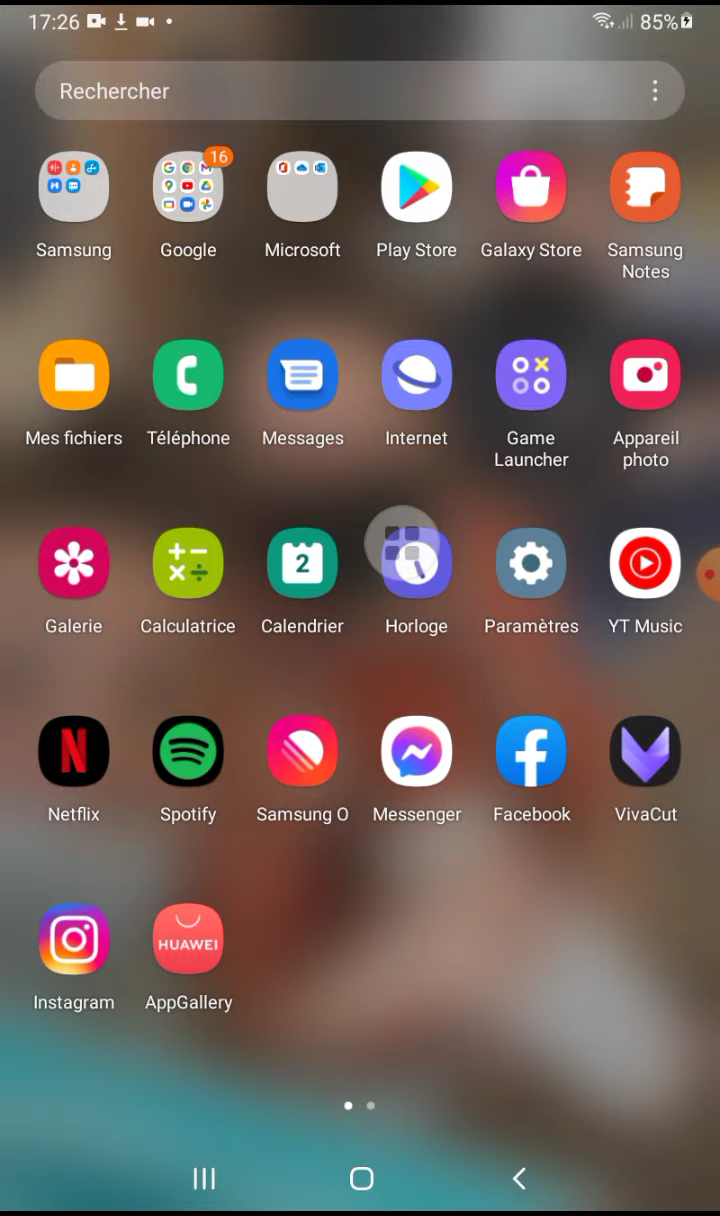 17:26
85%
Rechercher
16
Samsung
Google
Microsoft
Play Store
Galaxy Store
Samsung
Notes
Mes fichiers
Téléphone
Messages
Internet
Game
Launcher
Appareil
photo
2
Galerie
Calculatrice
Calendrier
Horloge
Paramètres
YT Music
Netflix
Spotify
Samsung O
Messenger
Facebook
VivaCut
HUAWEI
Instagram
AppGallery